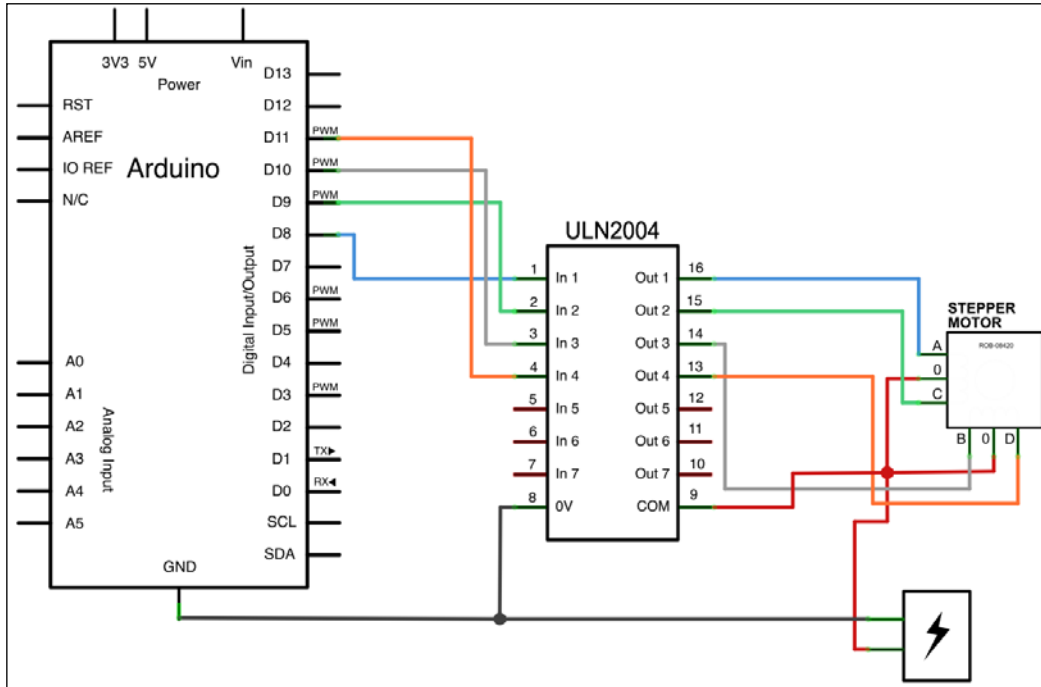 3V3 5V Vin
Power
RST
AREF
IO REF
N/C
Arduino
A0
A1
A2
A3
A4
A5
Analog Input
Digital Input/Output
D13
D12
D11 PWM
D10 PWM
D9 PWM
D8
D7
D6 PWM
D5 PWM
D4
D3 PWM
D2
D1 TX▶
D0 RX◀
SCL
SDA
GND
ULN2004
1 In 1 Out 1 16
2 In 2 Out 2 15
3 In 3 Out 3 14
4 In 4 Out 4 13
5 In 5 Out 5 12
6 In 6 Out 6 11
7 In 7 Out 7 10
8 0V COM 9
STEPPER
MOTOR
ROB-08420
A
0
C
B 0 D